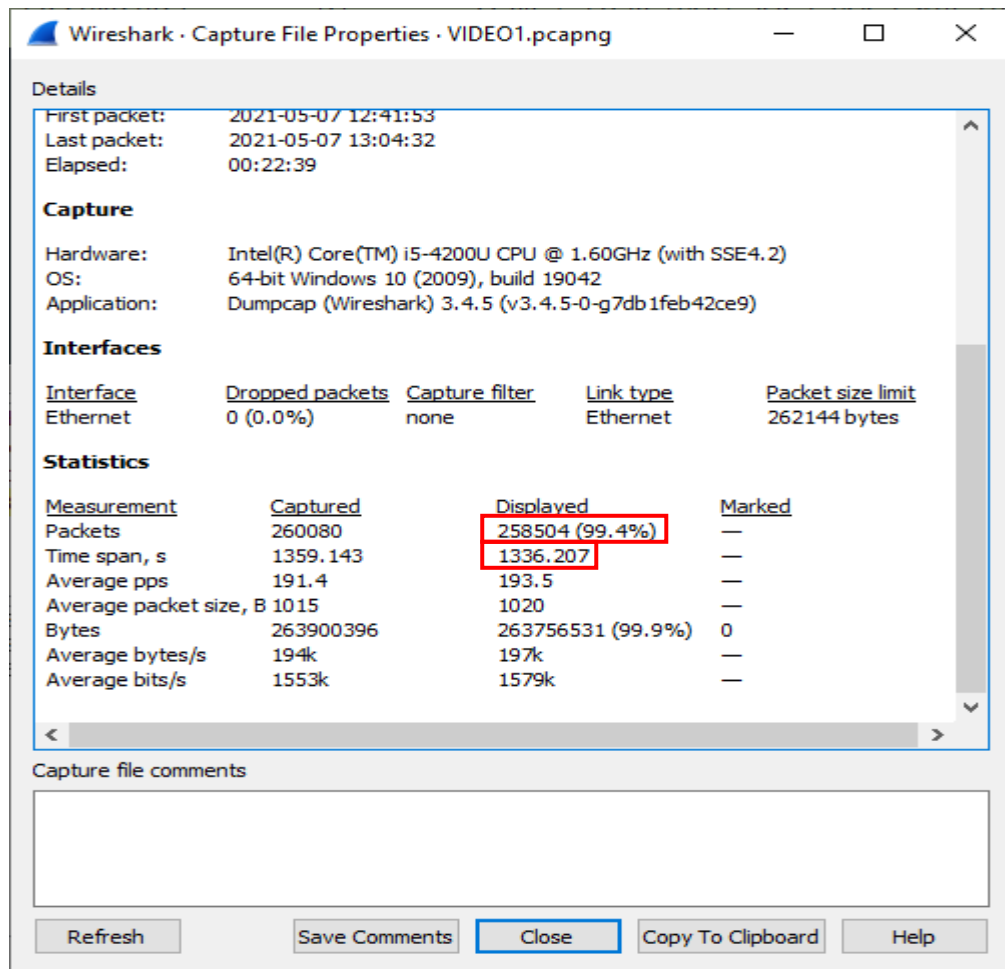 Wireshark · Capture File Properties · VIDEO1.pcapng
Details
First packet: 2021-05-07 12:41:53
Last packet: 2021-05-07 13:04:32
Elapsed: 00:22:39
Capture
Hardware: Intel(R) Core(TM) i5-4200U CPU @ 1.60GHz (with SSE4.2)
OS: 64-bit Windows 10 (2009), build 19042
Application: Dumpcap (Wireshark) 3.4.5 (v3.4.5-0-g7db1feb42ce9)
Interfaces
Interface Dropped packets Capture filter Link type Packet size limit
Ethernet 0 (0.0%) none Ethernet 262144 bytes
Statistics
Measurement Captured Displayed Marked
Packets 260080 258504 (99.4%) —
Time span, s 1359.143 1336.207 —
Average pps 191.4 193.5 —
Average packet size, B 1015 1020 —
Bytes 263900396 263756531 (99.9%) 0
Average bytes/s 194k 197k —
Average bits/s 1553k 1579k —
Capture file comments
Refresh Save Comments Close Copy To Clipboard Help